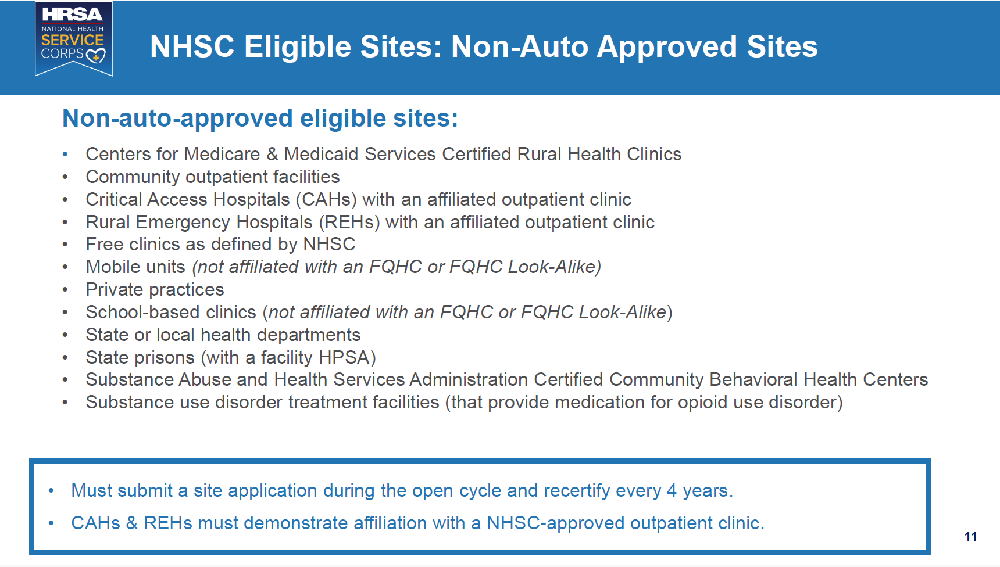 HRSA
NATIONAL HEALTH
SERVICE
CORPS
NHSC Eligible Sites: Non-Auto Approved Sites
Non-auto-approved eligible sites:
• Centers for Medicare & Medicaid Services Certified Rural Health Clinics
• Community outpatient facilities
• Critical Access Hospitals (CAHs) with an affiliated outpatient clinic
• Rural Emergency Hospitals (REHs) with an affiliated outpatient clinic
• Free clinics as defined by NHSC
• Mobile units (not affiliated with an FQHC or FQHC Look-Alike)
• Private practices
• School-based clinics (not affiliated with an FQHC or FQHC Look-Alike)
• State or local health departments
• State prisons (with a facility HPSA)
• Substance Abuse and Health Services Administration Certified Community Behavioral Health Centers
• Substance use disorder treatment facilities (that provide medication for opioid use disorder)
• Must submit a site application during the open cycle and recertify every 4 years.
• CAHs & REHs must demonstrate affiliation with a NHSC-approved outpatient clinic.
11